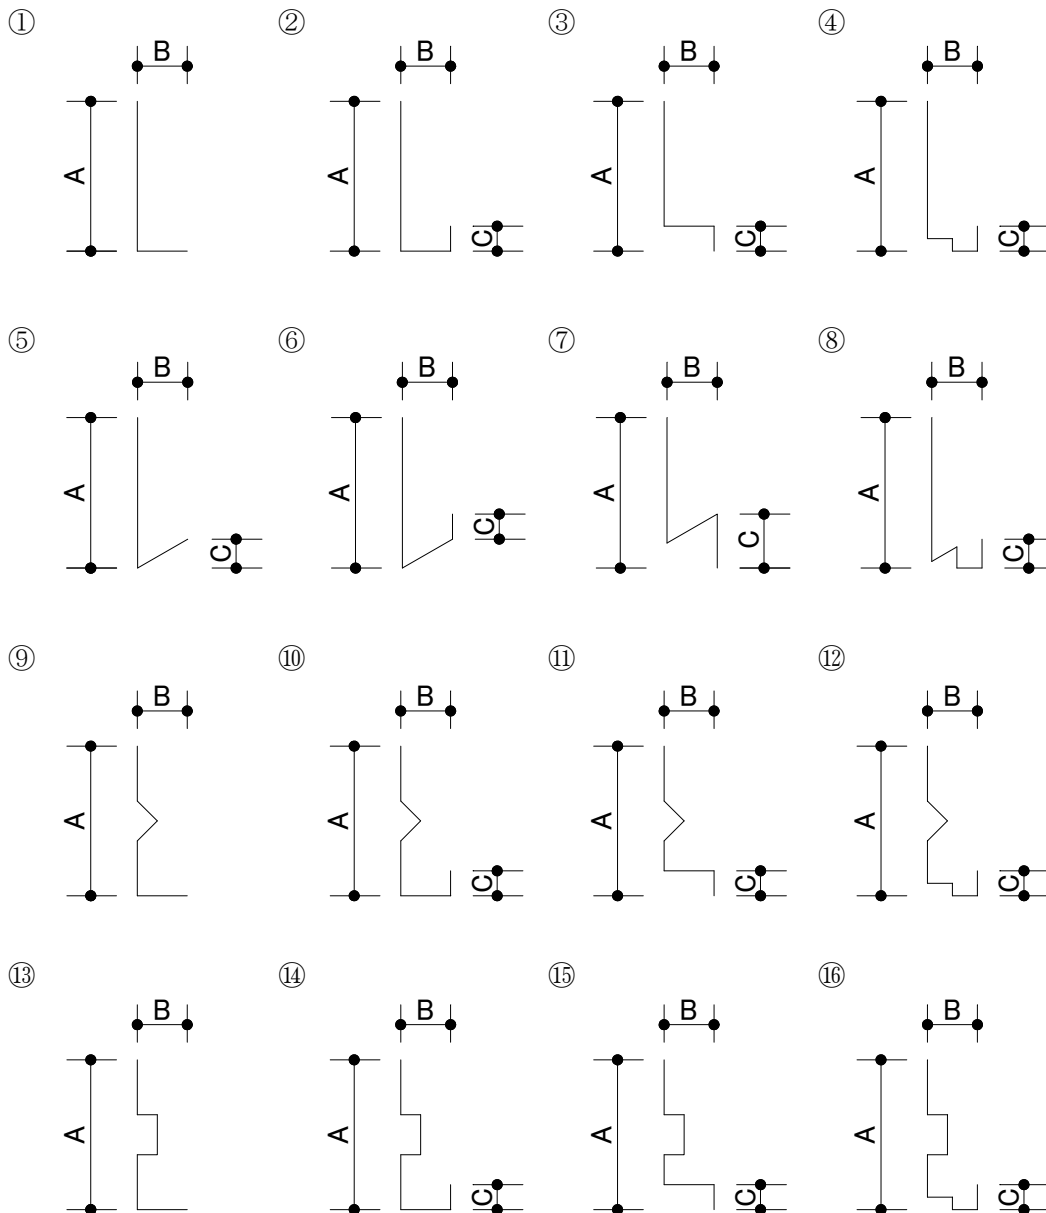 ① ② ③ ④
B B B B
A A A A
C C C
⑤ ⑥ ⑦ ⑧
B B B B
A A A A
C C C C
⑨ ⑩ ⑪ ⑫
B B B B
A A A A
C C C
⑬ ⑭ ⑮ ⑯
B B B B
A A A A
C C C